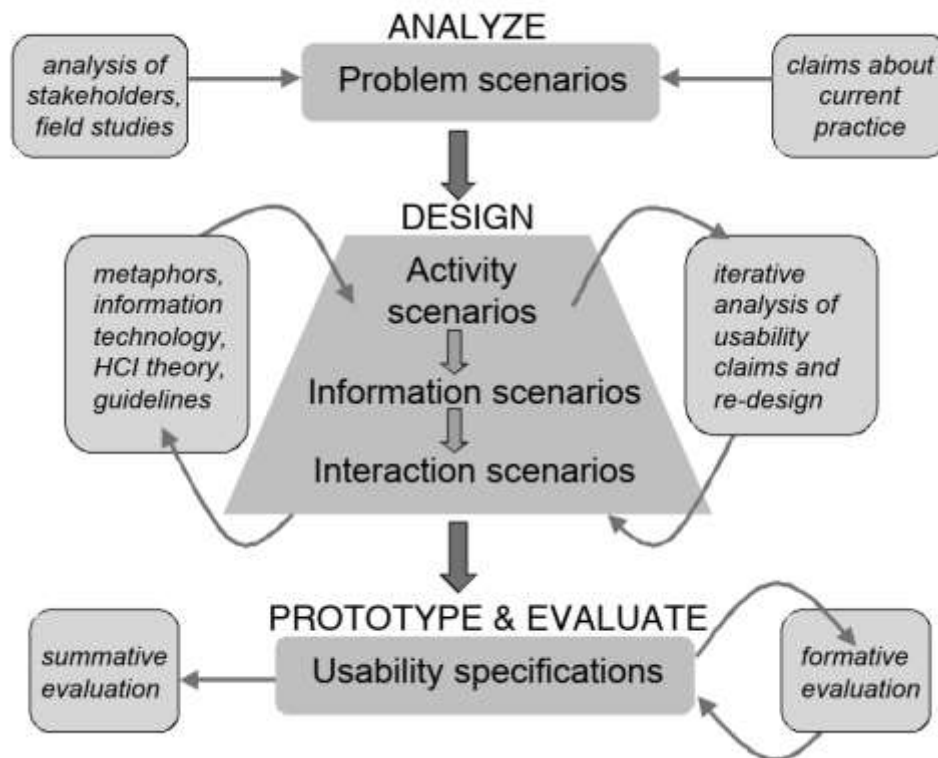 ANALYZE
analysis of
stakeholders,
field studies
Problem scenarios
claims about
current
practice
DESIGN
metaphors,
information
technology,
HCI theory,
guidelines
Activity
scenarios
Information scenarios
Interaction scenarios
iterative
analysis of
usability
claims and
re-design
PROTOTYPE & EVALUATE
summative
evaluation
Usability specifications
formative
evaluation